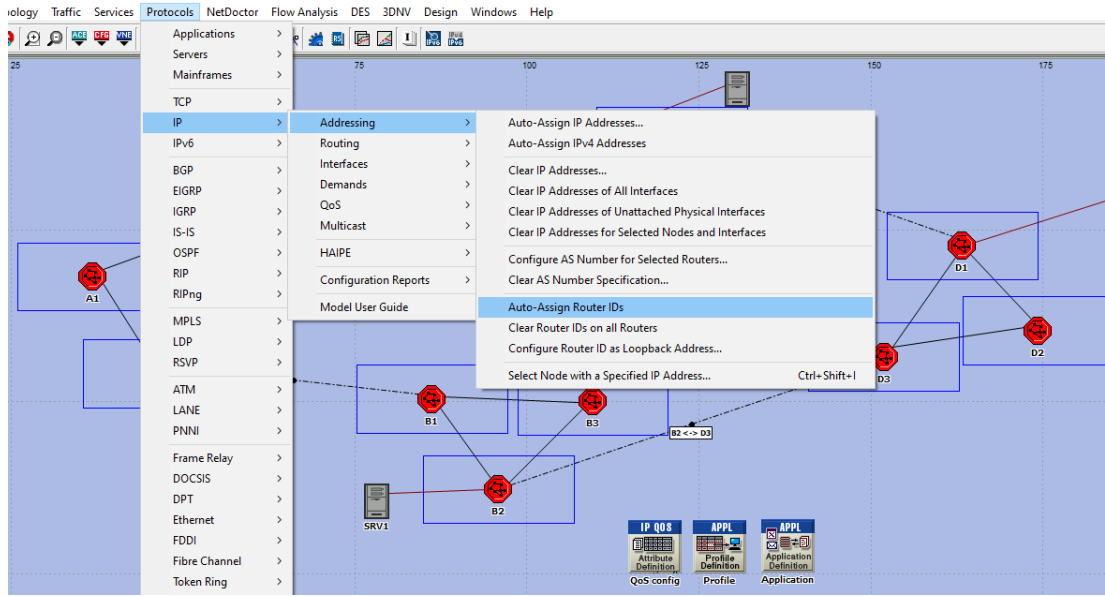 ology Traffic Services Protocols NetDoctor Flow Analysis DES 3DNV Design Windows Help
ACE CFG VNE RS IPv6 IPv4 IPv6
25 75 100 125 150 175
Applications
Servers
Mainframes
TCP
IP
IPv6
BGP
EIGRP
IGRP
IS-IS
OSPF
RIP
RIPng
MPLS
LDP
RSVP
ATM
LANE
PNNI
Frame Relay
DOCSIS
DPT
Ethernet
FDDI
Fibre Channel
Token Ring
Addressing
Routing
Interfaces
Demands
QoS
Multicast
HAIPE
Configuration Reports
Model User Guide
Auto-Assign IP Addresses...
Auto-Assign IPv4 Addresses
Clear IP Addresses...
Clear IP Addresses of All Interfaces
Clear IP Addresses of Unattached Physical Interfaces
Clear IP Addresses for Selected Nodes and Interfaces
Configure AS Number for Selected Routers...
Clear AS Number Specification...
Auto-Assign Router IDs
Clear Router IDs on all Routers
Configure Router ID as Loopback Address...
Select Node with a Specified IP Address... Ctrl+Shift+I
A1
D1
D2
D3
B1
B3
B2 <-> D3
B2
SRV1
IP QOS
Attribute
Definition
QoS config
APPL
Profile
Definition
Profile
APPL
Application
Definition
Application